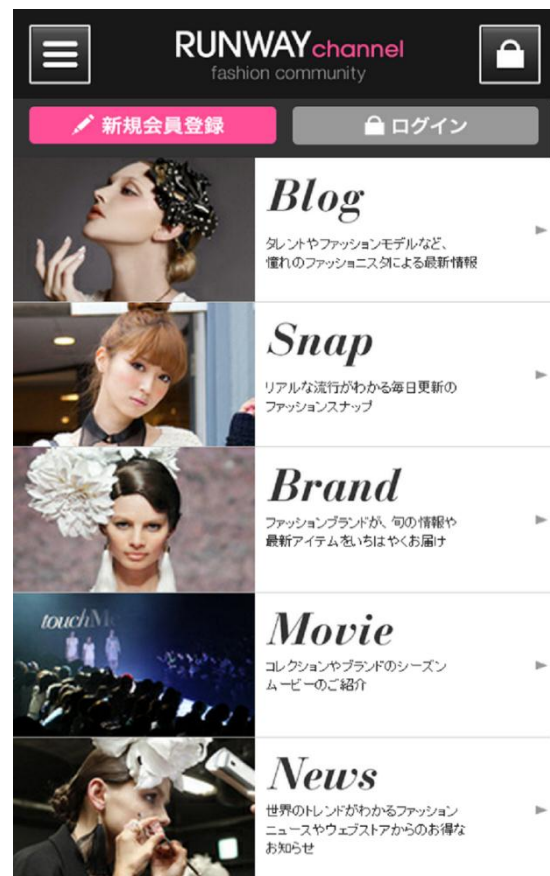 RUNWAY channel
fashion community
新規会員登録
ログイン
Blog
タレントやファッションモデルなど、
憧れのファッショニスタによる最新情報
Snap
リアルな流行がわかる毎日更新の
ファッションスナップ
Brand
ファッションブランドが、旬の情報や
最新アイテムをいちはやくお届け
touchMe
Movie
コレクションやブランドのシーズン
ムービーのご紹介
News
世界のトレンドがわかるファッション
ニュースやウェブストアからのお得な
お知らせ